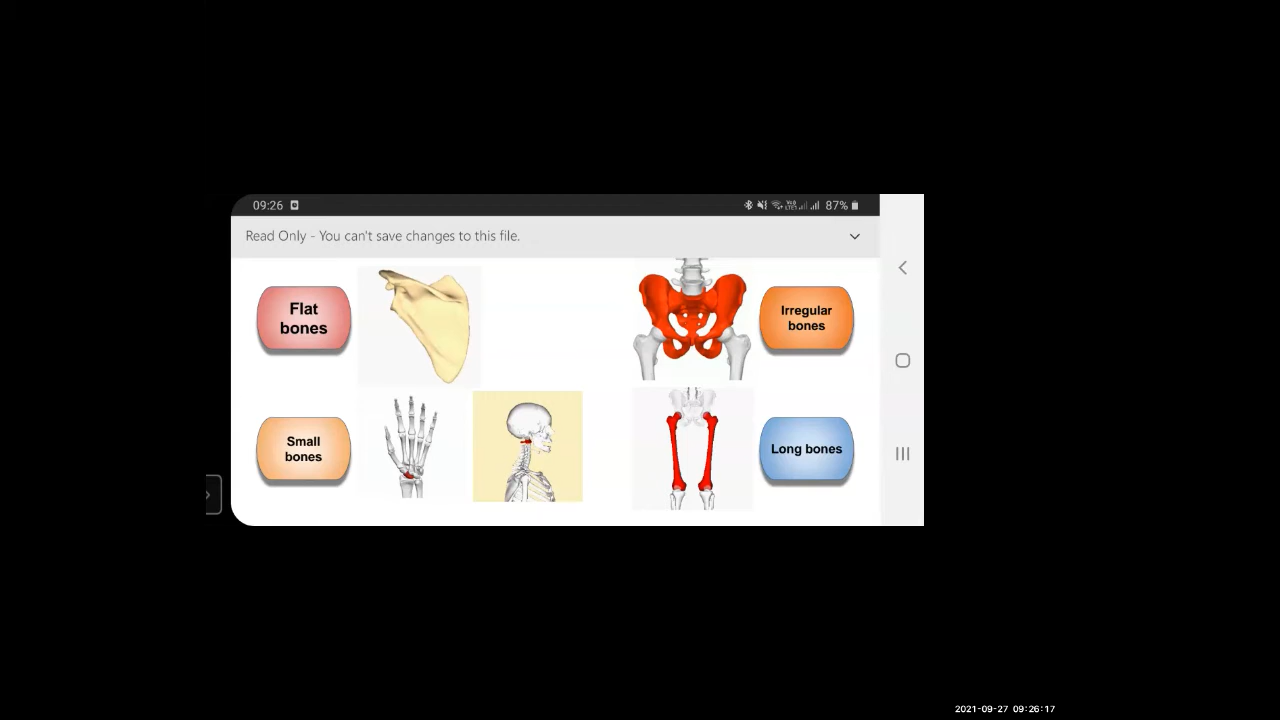 09:26
87%
Read Only - You can't save changes to this file.
Flat
bones
Irregular
bones
Small
bones
Long bones
2021-09-27 09:26:17